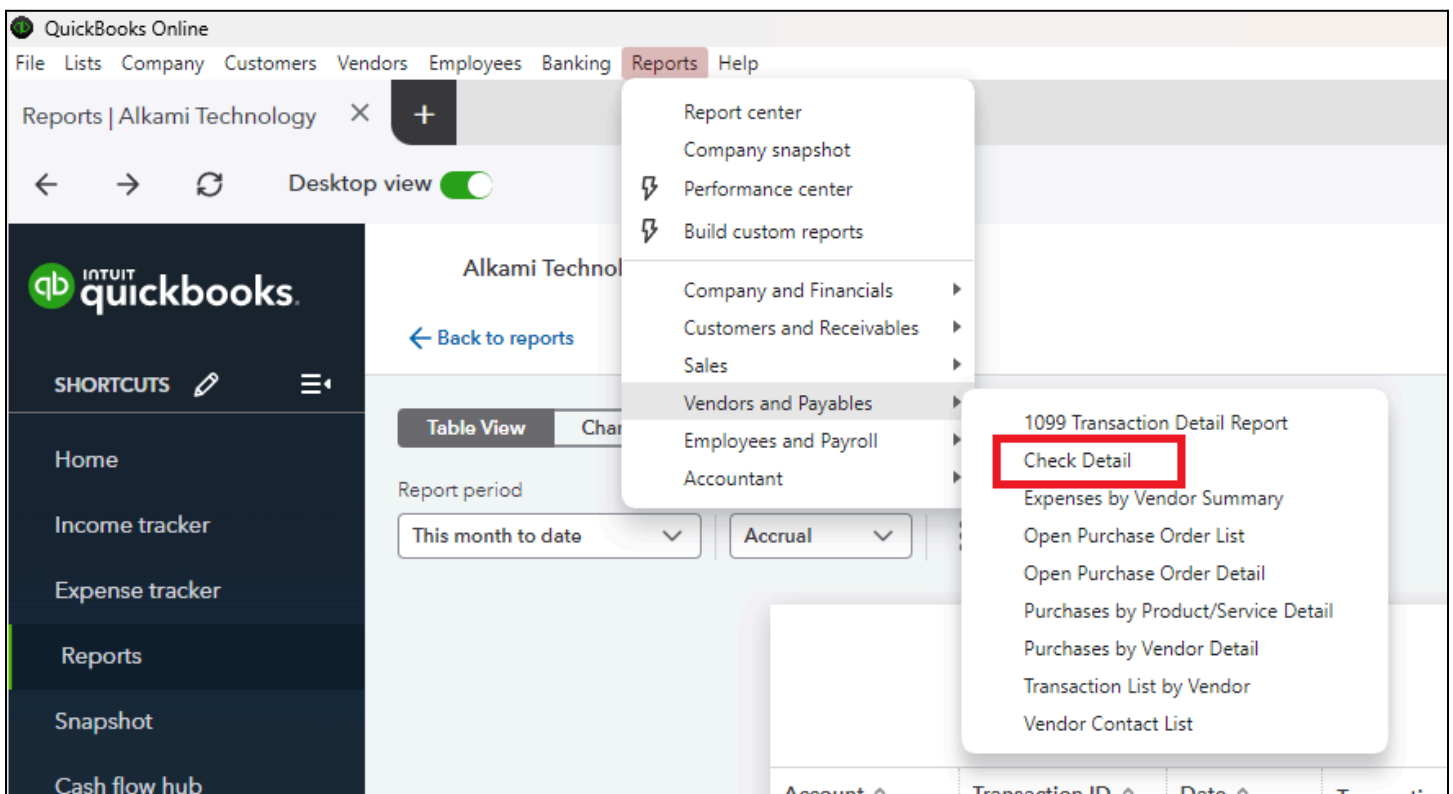 QuickBooks Online
File Lists Company Customers Vendors Employees Banking Reports Help
Reports | Alkami Technology
Desktop view
INTUIT
quickbooks.
SHORTCUTS
Home
Income tracker
Expense tracker
Reports
Snapshot
Cash flow hub
Alkami Technol
Back to reports
Table View Char
Report period
This month to date
Accrual
Report center
Company snapshot
Performance center
Build custom reports
Company and Financials
Customers and Receivables
Sales
Vendors and Payables
Employees and Payroll
Accountant
1099 Transaction Detail Report
Check Detail
Expenses by Vendor Summary
Open Purchase Order List
Open Purchase Order Detail
Purchases by Product/Service Detail
Purchases by Vendor Detail
Transaction List by Vendor
Vendor Contact List
Account Transaction ID Date